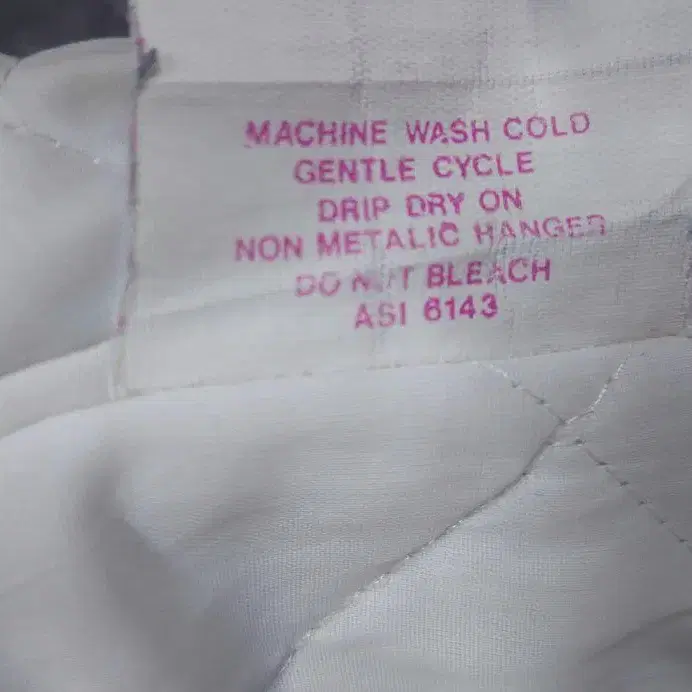 MACHINE WASH COLD
GENTLE CYCLE
DRIP DRY ON
NON METALIC HANGER
DO NOT BLEACH
ASI 6143